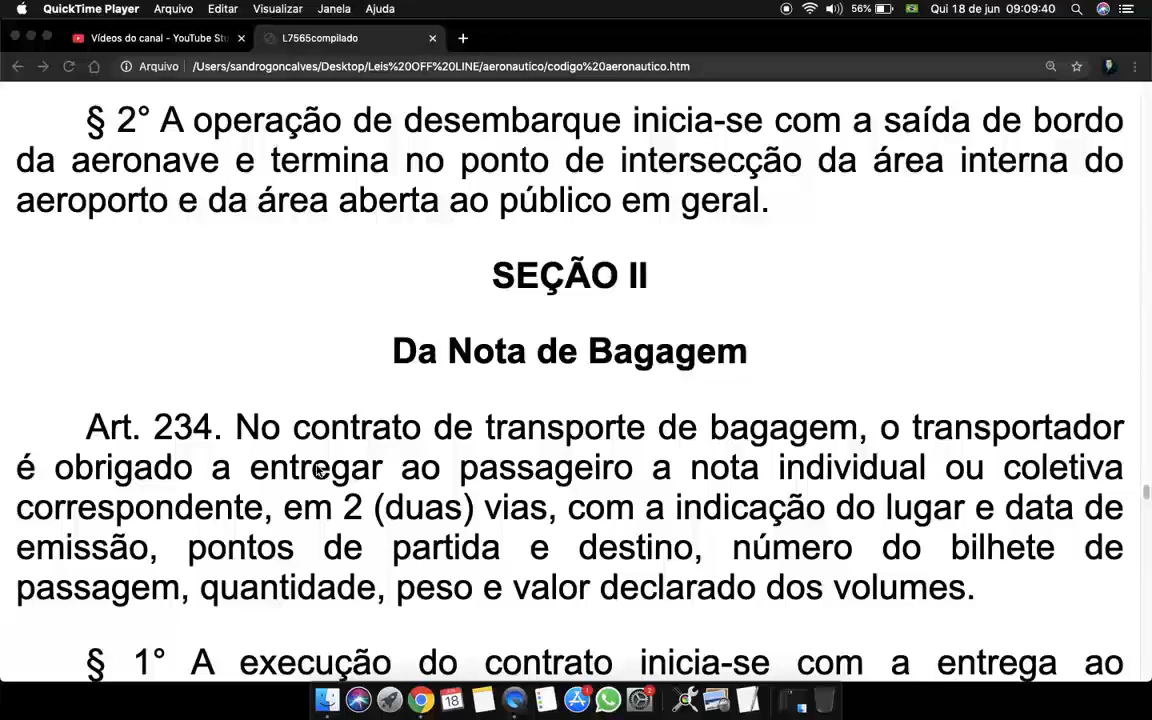 QuickTime Player Arquivo Editar Visualizar Janela Ajuda 56% Qui 18 de jun 09:09:40
Vídeos do canal - YouTube Stu L7565compilado
Arquivo /Users/sandrogoncalves/Desktop/Leis%20OFF%20LINE/aeronautico/codigo%20aeronautico.htm
§ 2° A operação de desembarque inicia-se com a saída de bordo
da aeronave e termina no ponto de intersecção da área interna do
aeroporto e da área aberta ao público em geral.
SEÇÃO II
Da Nota de Bagagem
Art. 234. No contrato de transporte de bagagem, o transportador
é obrigado a entregar ao passageiro a nota individual ou coletiva
correspondente, em 2 (duas) vias, com a indicação do lugar e data de
emissão, pontos de partida e destino, número do bilhete de
passagem, quantidade, peso e valor declarado dos volumes.
§ 1° A execução do contrato inicia-se com a entrega ao
18